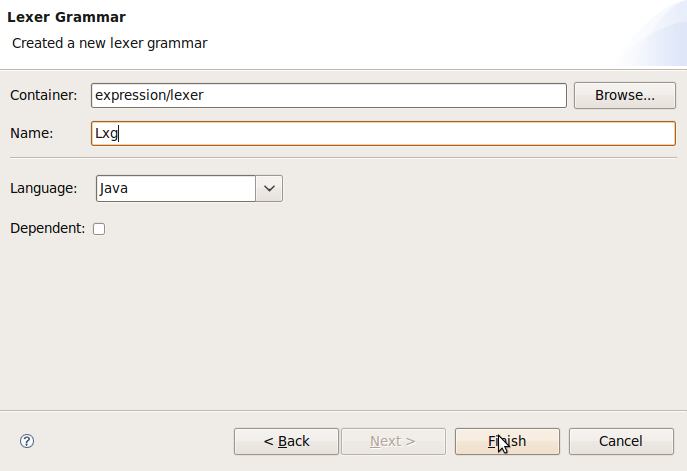 Lexer Grammar
Created a new lexer grammar
Container: expression/lexer Browse...
Name: Lxg
Language: Java
Dependent:
? < Back Next > Finish Cancel